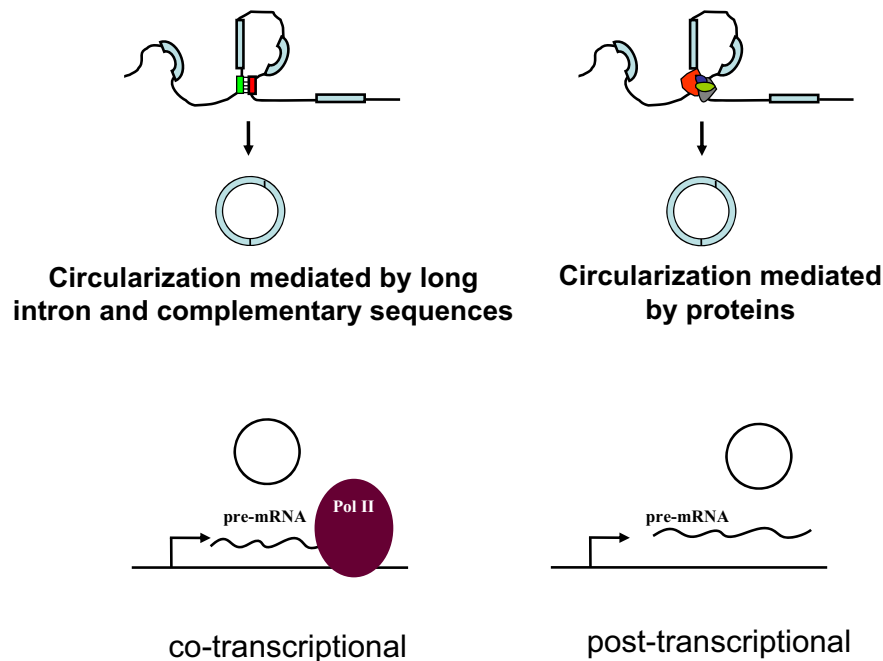 Circularization mediated by long
intron and complementary sequences
Circularization mediated
by proteins
Pol II
pre-mRNA
co-transcriptional
pre-mRNA
post-transcriptional